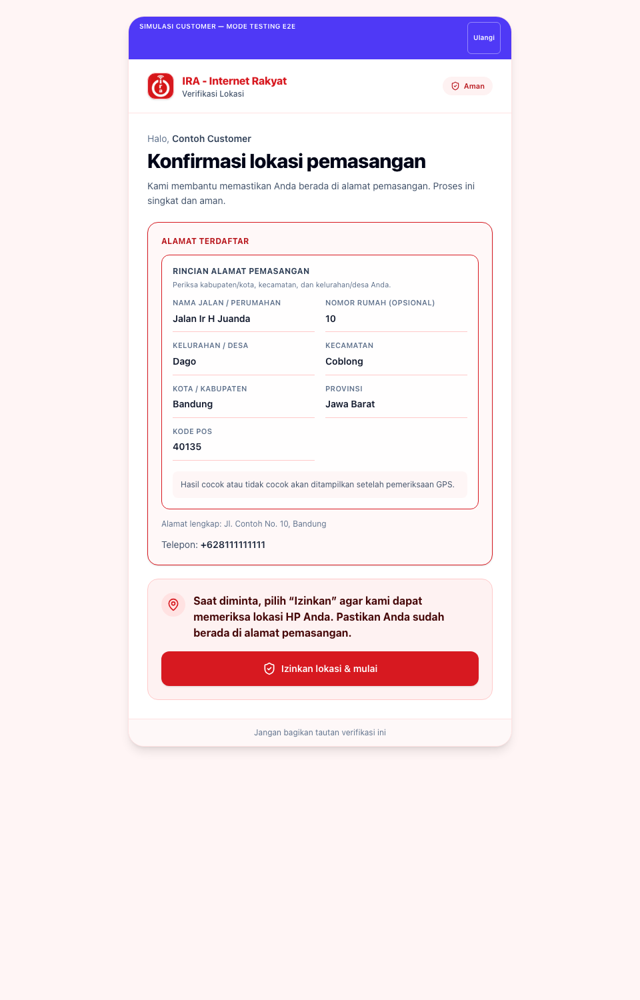 SIMULASI CUSTOMER — MODE TESTING E2E
Ulangi
ira
IRA - Internet Rakyat
Verifikasi Lokasi
Aman
Halo, Contoh Customer
Konfirmasi lokasi pemasangan
Kami membantu memastikan Anda berada di alamat pemasangan. Proses ini
singkat dan aman.
ALAMAT TERDAFTAR
RINCIAN ALAMAT PEMASANGAN
Periksa kabupaten/kota, kecamatan, dan kelurahan/desa Anda.
NAMA JALAN / PERUMAHAN
Jalan Ir H Juanda
NOMOR RUMAH (OPSIONAL)
10
KELURAHAN / DESA
Dago
KECAMATAN
Coblong
KOTA / KABUPATEN
Bandung
PROVINSI
Jawa Barat
KODE POS
40135
Hasil cocok atau tidak cocok akan ditampilkan setelah pemeriksaan GPS.
Alamat lengkap: Jl. Contoh No. 10, Bandung
Telepon: +628111111111
Saat diminta, pilih “Izinkan” agar kami dapat
memeriksa lokasi HP Anda. Pastikan Anda sudah
berada di alamat pemasangan.
Izinkan lokasi & mulai
Jangan bagikan tautan verifikasi ini